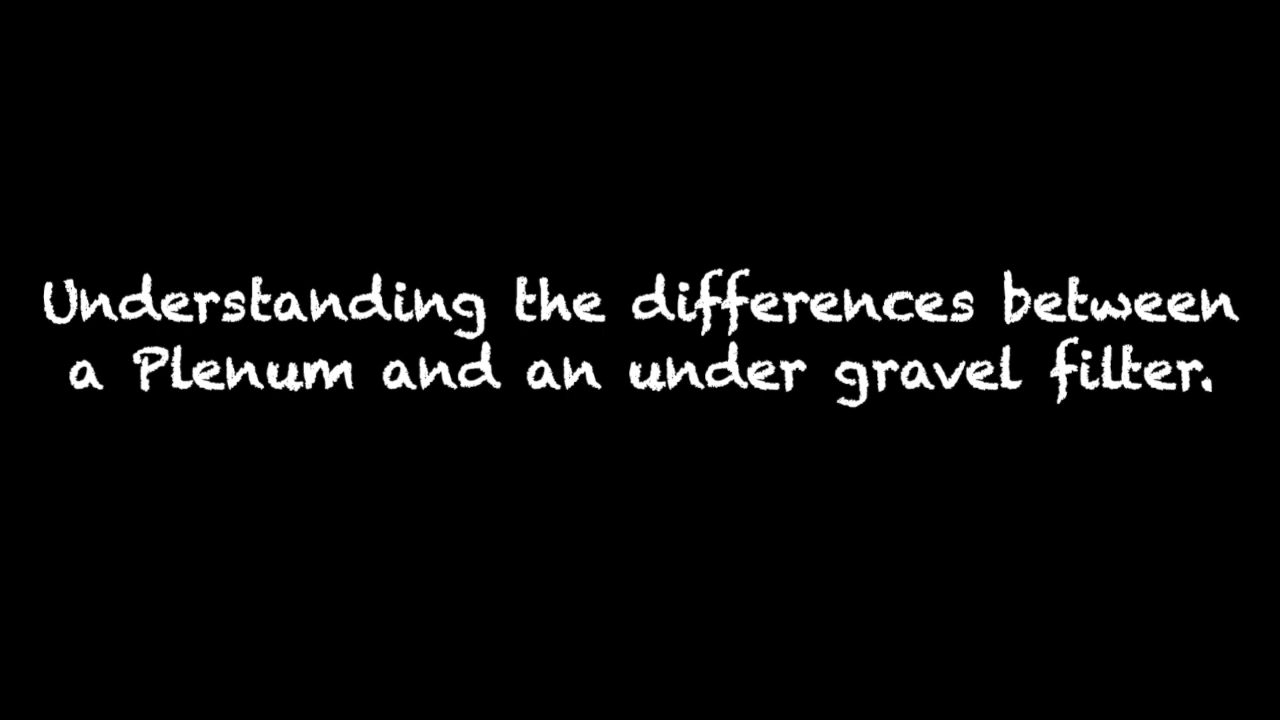 Understanding the differences between
a Plenum and an under gravel filter.